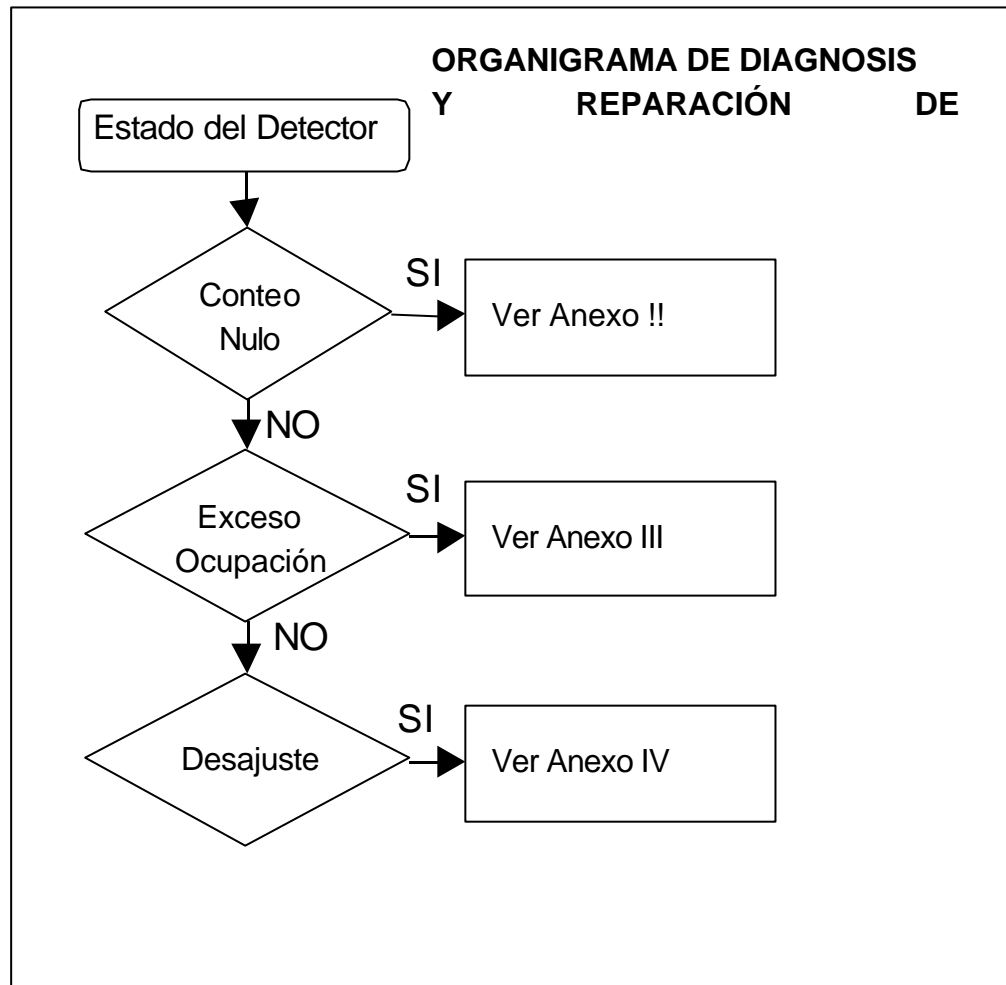 ORGANIGRAMA DE DIAGNOSIS
Y REPARACIÓN DE
Estado del Detector
Conteo
Nulo
SI
Ver Anexo !!
NO
Exceso
Ocupación
SI
Ver Anexo III
NO
Desajuste
SI
Ver Anexo IV